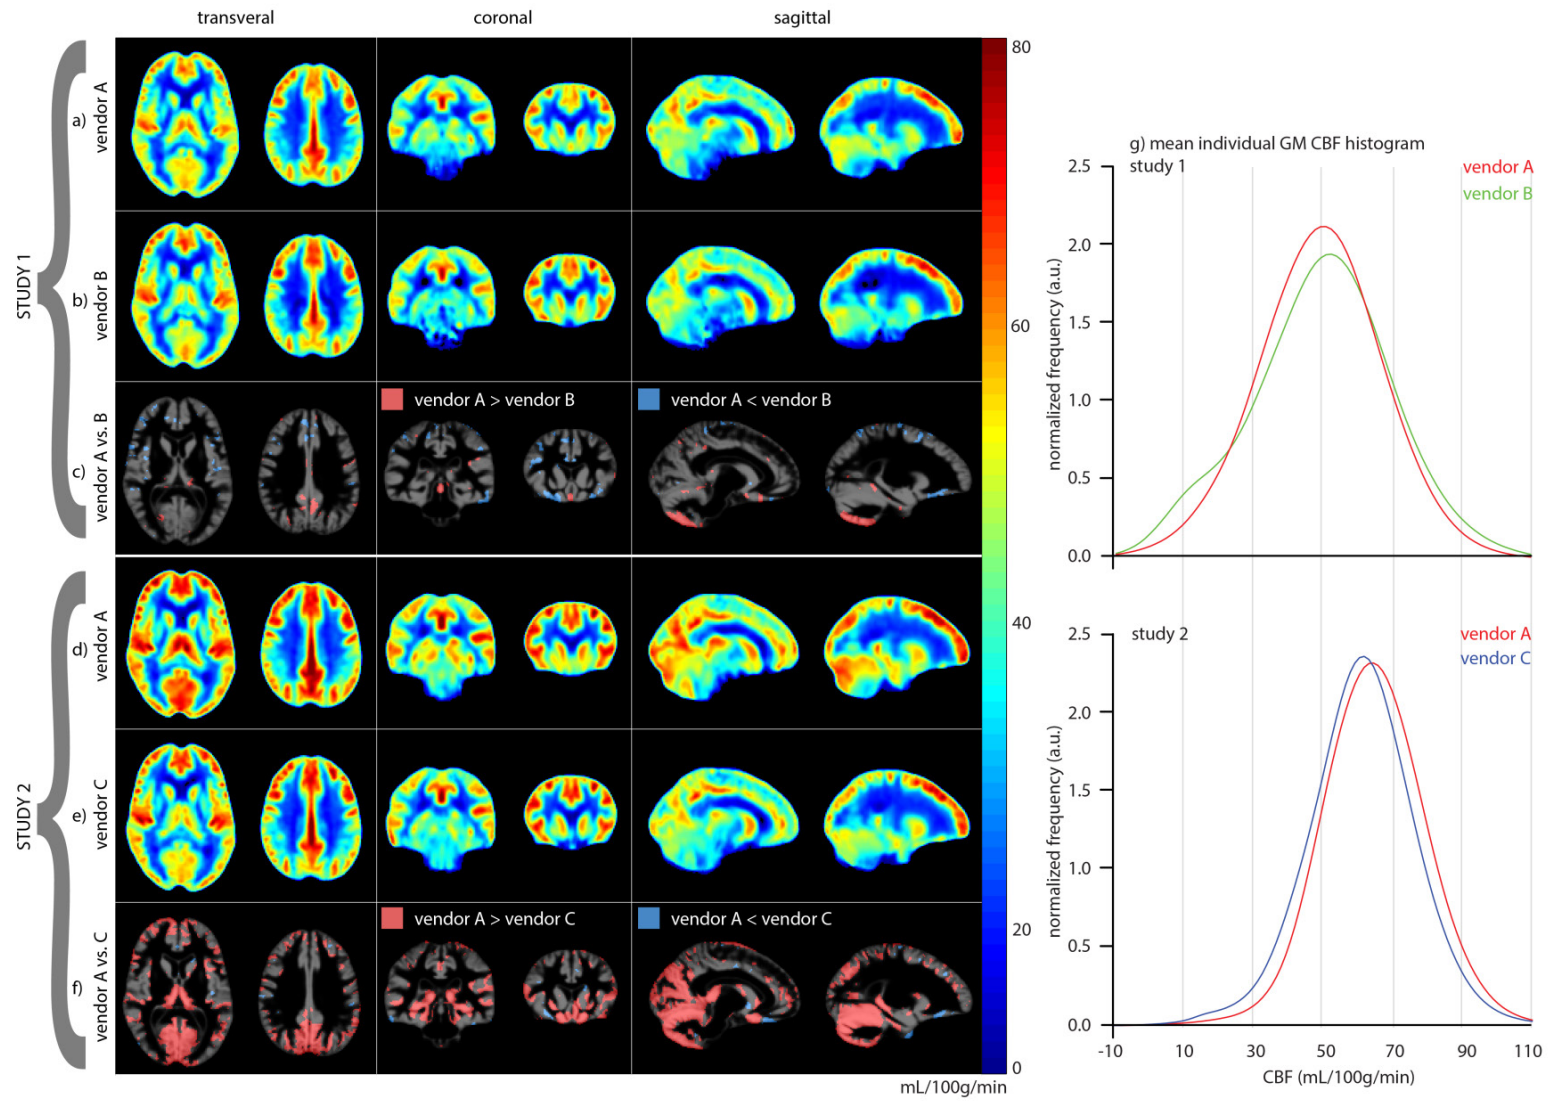 transveral
coronal
sagittal
STUDY 1
a)
vendor A
b)
vendor B
c)
vendor A vs. B
vendor A > vendor B
vendor A < vendor B
STUDY 2
d)
vendor A
e)
vendor C
f)
vendor A vs. C
vendor A > vendor C
vendor A < vendor C
80
60
40
20
0
mL/100g/min
g) mean individual GM CBF histogram
study 1
vendor A
vendor B
2.5
2.0
1.5
1.0
0.5
0.0
normalized frequency (a.u.)
study 2
vendor A
vendor C
2.5
2.0
1.5
1.0
0.5
0.0
normalized frequency (a.u.)
-10 10 30 50 70 90 110
CBF (mL/100g/min)